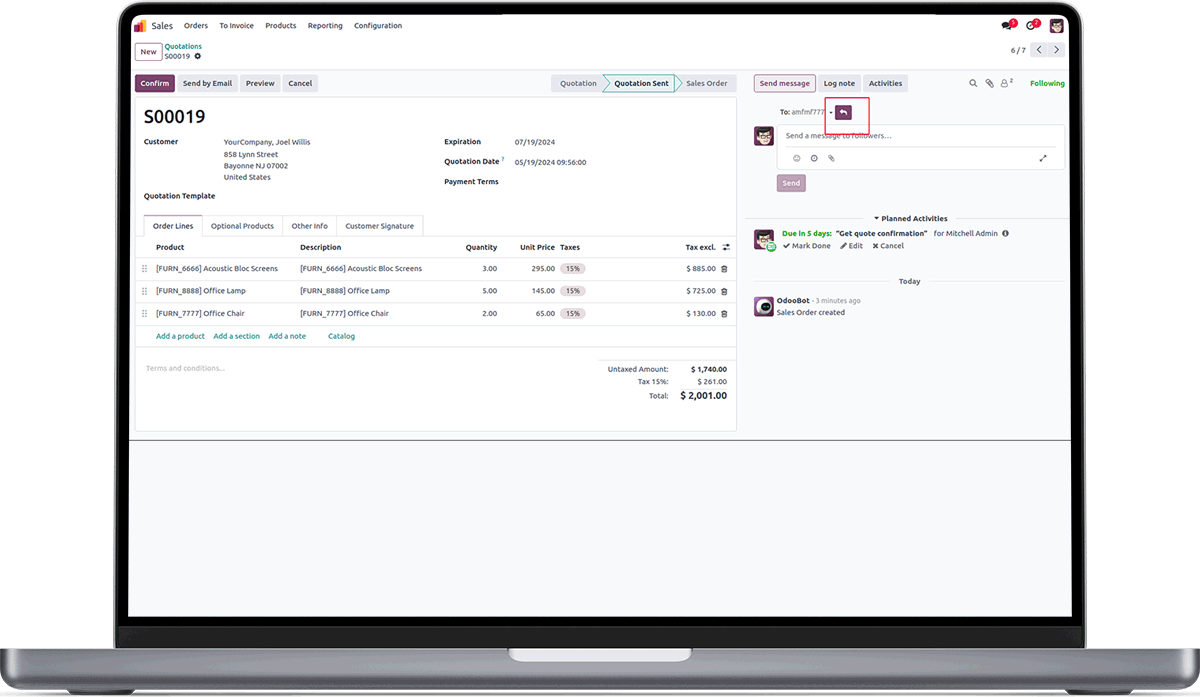 Sales Orders To Invoice Products Reporting Configuration 5 2
New Quotations
S00019 6 / 7
Confirm Send by Email Preview Cancel Quotation Quotation Sent Sales Order Send message Log note Activities 2 Following
S00019
To: amfmf777
Send a message to followers...
Send
Customer YourCompany, Joel Willis
858 Lynn Street
Bayonne NJ 07002
United States
Expiration 07/19/2024
Quotation Date ? 05/19/2024 09:56:00
Payment Terms
Quotation Template
Order Lines Optional Products Other Info Customer Signature
Product Description Quantity Unit Price Taxes Tax excl.
[FURN_6666] Acoustic Bloc Screens [FURN_6666] Acoustic Bloc Screens 3.00 295.00 15% $ 885.00
[FURN_8888] Office Lamp [FURN_8888] Office Lamp 5.00 145.00 15% $ 725.00
[FURN_7777] Office Chair [FURN_7777] Office Chair 2.00 65.00 15% $ 130.00
Add a product Add a section Add a note Catalog
Terms and conditions...
Untaxed Amount: $ 1,740.00
Tax 15%: $ 261.00
Total: $ 2,001.00
Planned Activities
Due in 5 days: "Get quote confirmation" for Mitchell Admin
Mark Done Edit Cancel
Today
OdooBot - 3 minutes ago
Sales Order created